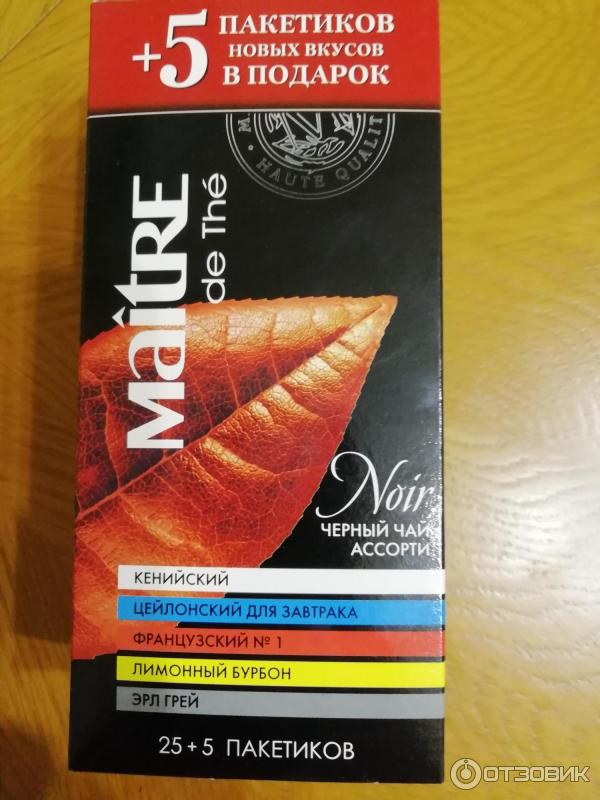 +5 ПАКЕТИКОВ
НОВЫХ ВКУСОВ
В ПОДАРОК
HAUTE QUALIT
MaîtRE
de Thé
Noir
ЧЕРНЫЙ ЧАЙ
АССОРТИ
КЕНИЙСКИЙ
ЦЕЙЛОНСКИЙ ДЛЯ ЗАВТРАКА
ФРАНЦУЗСКИЙ № 1
ЛИМОННЫЙ БУРБОН
ЭРЛ ГРЕЙ
25 + 5 ПАКЕТИКОВ
ОТЗОВИК